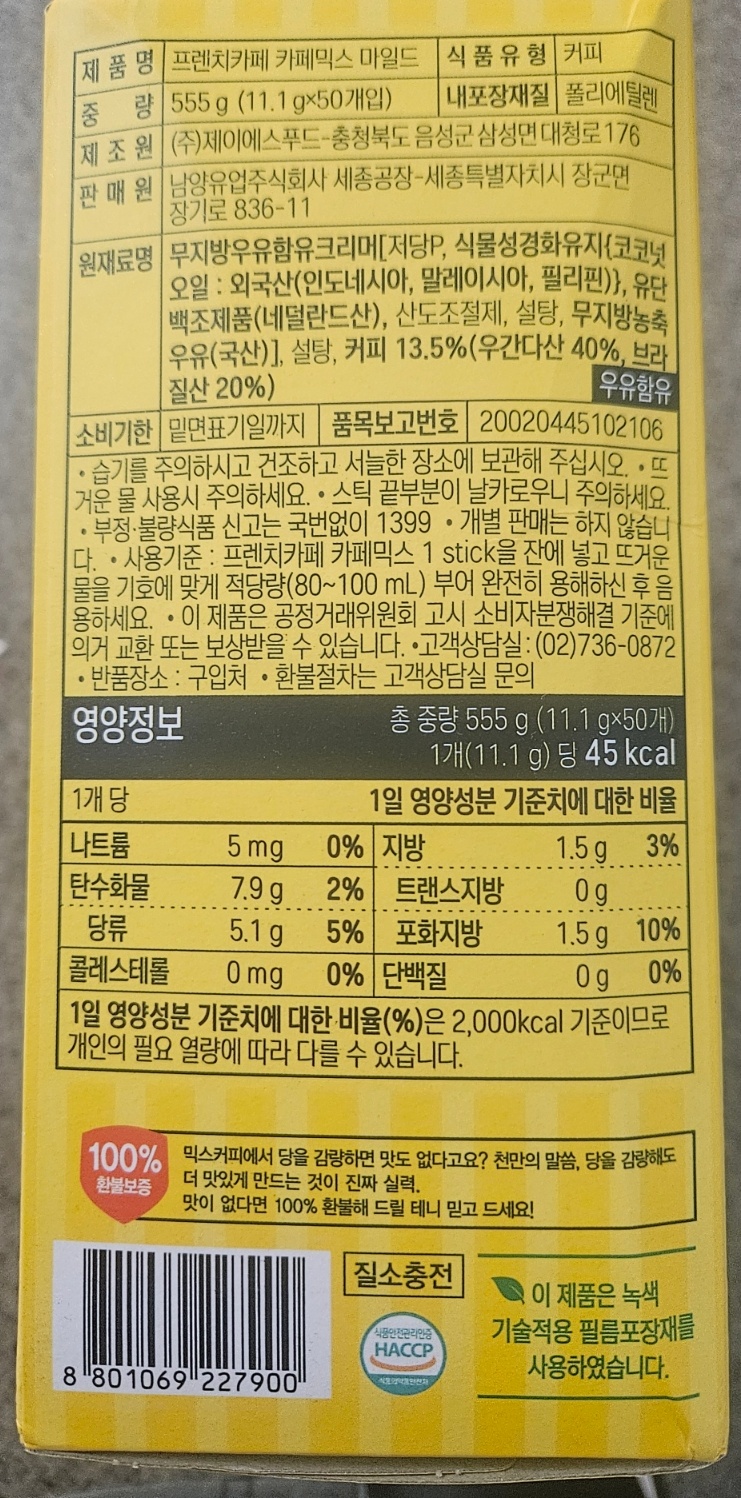 제 품 명 프렌치카페 카페믹스 마일드 식 품 유 형 커피
중 량 555 g (11.1 g×50개입) 내포장재질 폴리에틸렌
제 조 원 (주)제이에스푸드-충청북도 음성군 삼성면 대청로 176
판 매 원 남양유업주식회사 세종공장-세종특별자치시 장군면
장기로 836-11
원재료명 무지방우유함유크리머[저당P, 식물성경화유지{코코넛
오일 : 외국산(인도네시아, 말레이시아, 필리핀)}, 유단
백조제품(네덜란드산), 산도조절제, 설탕, 무지방농축
우유(국산)], 설탕, 커피 13.5%(우간다산 40%, 브라
질산 20%)
우유함유
소비기한 밑면표기일까지 품목보고번호 20020445102106
• 습기를 주의하시고 건조하고 서늘한 장소에 보관해 주십시오. • 뜨
거운 물 사용시 주의하세요. • 스틱 끝부분이 날카로우니 주의하세요.
• 부정·불량식품 신고는 국번없이 1399 • 개별 판매는 하지 않습니
다. • 사용기준 : 프렌치카페 카페믹스 1 stick을 잔에 넣고 뜨거운
물을 기호에 맞게 적당량(80~100 mL) 부어 완전히 용해하신 후 음
용하세요. • 이 제품은 공정거래위원회 고시 소비자분쟁해결 기준에
의거 교환 또는 보상받을 수 있습니다. •고객상담실 : (02)736-0872
• 반품장소 : 구입처 • 환불절차는 고객상담실 문의
영양정보 총 중량 555 g (11.1 g×50개)
1개(11.1 g) 당 45 kcal
1개 당 1일 영양성분 기준치에 대한 비율
나트륨 5 mg 0% 지방 1.5 g 3%
탄수화물 7.9 g 2% 트랜스지방 0 g
당류 5.1 g 5% 포화지방 1.5 g 10%
콜레스테롤 0 mg 0% 단백질 0 g 0%
1일 영양성분 기준치에 대한 비율(%)은 2,000kcal 기준이므로
개인의 필요 열량에 따라 다를 수 있습니다.
100%
환불보증
믹스커피에서 당을 감량하면 맛도 없다고요? 천만의 말씀, 당을 감량해도
더 맛있게 만드는 것이 진짜 실력.
맛이 없다면 100% 환불해 드릴 테니 믿고 드세요!
8 801069 227900
질소충전
식품안전관리인증
HACCP
식품의약품안전처
이 제품은 녹색
기술적용 필름포장재를
사용하였습니다.